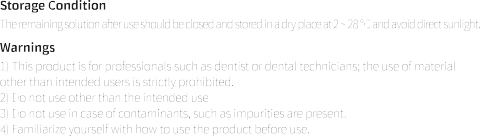 Storage Condition
The remaining solution after use should be closed and stored in a dry place at 2 ~ 28 ℃ and avoid direct sunlight.
Warnings
1) This product is for professionals such as dentist or dental technicians; the use of material
other than intended users is strictly prohibited.
2) Do not use other than the intended use
3) Do not use in case of contaminants, such as impurities are present.
4) Familiarize yourself with how to use the product before use.